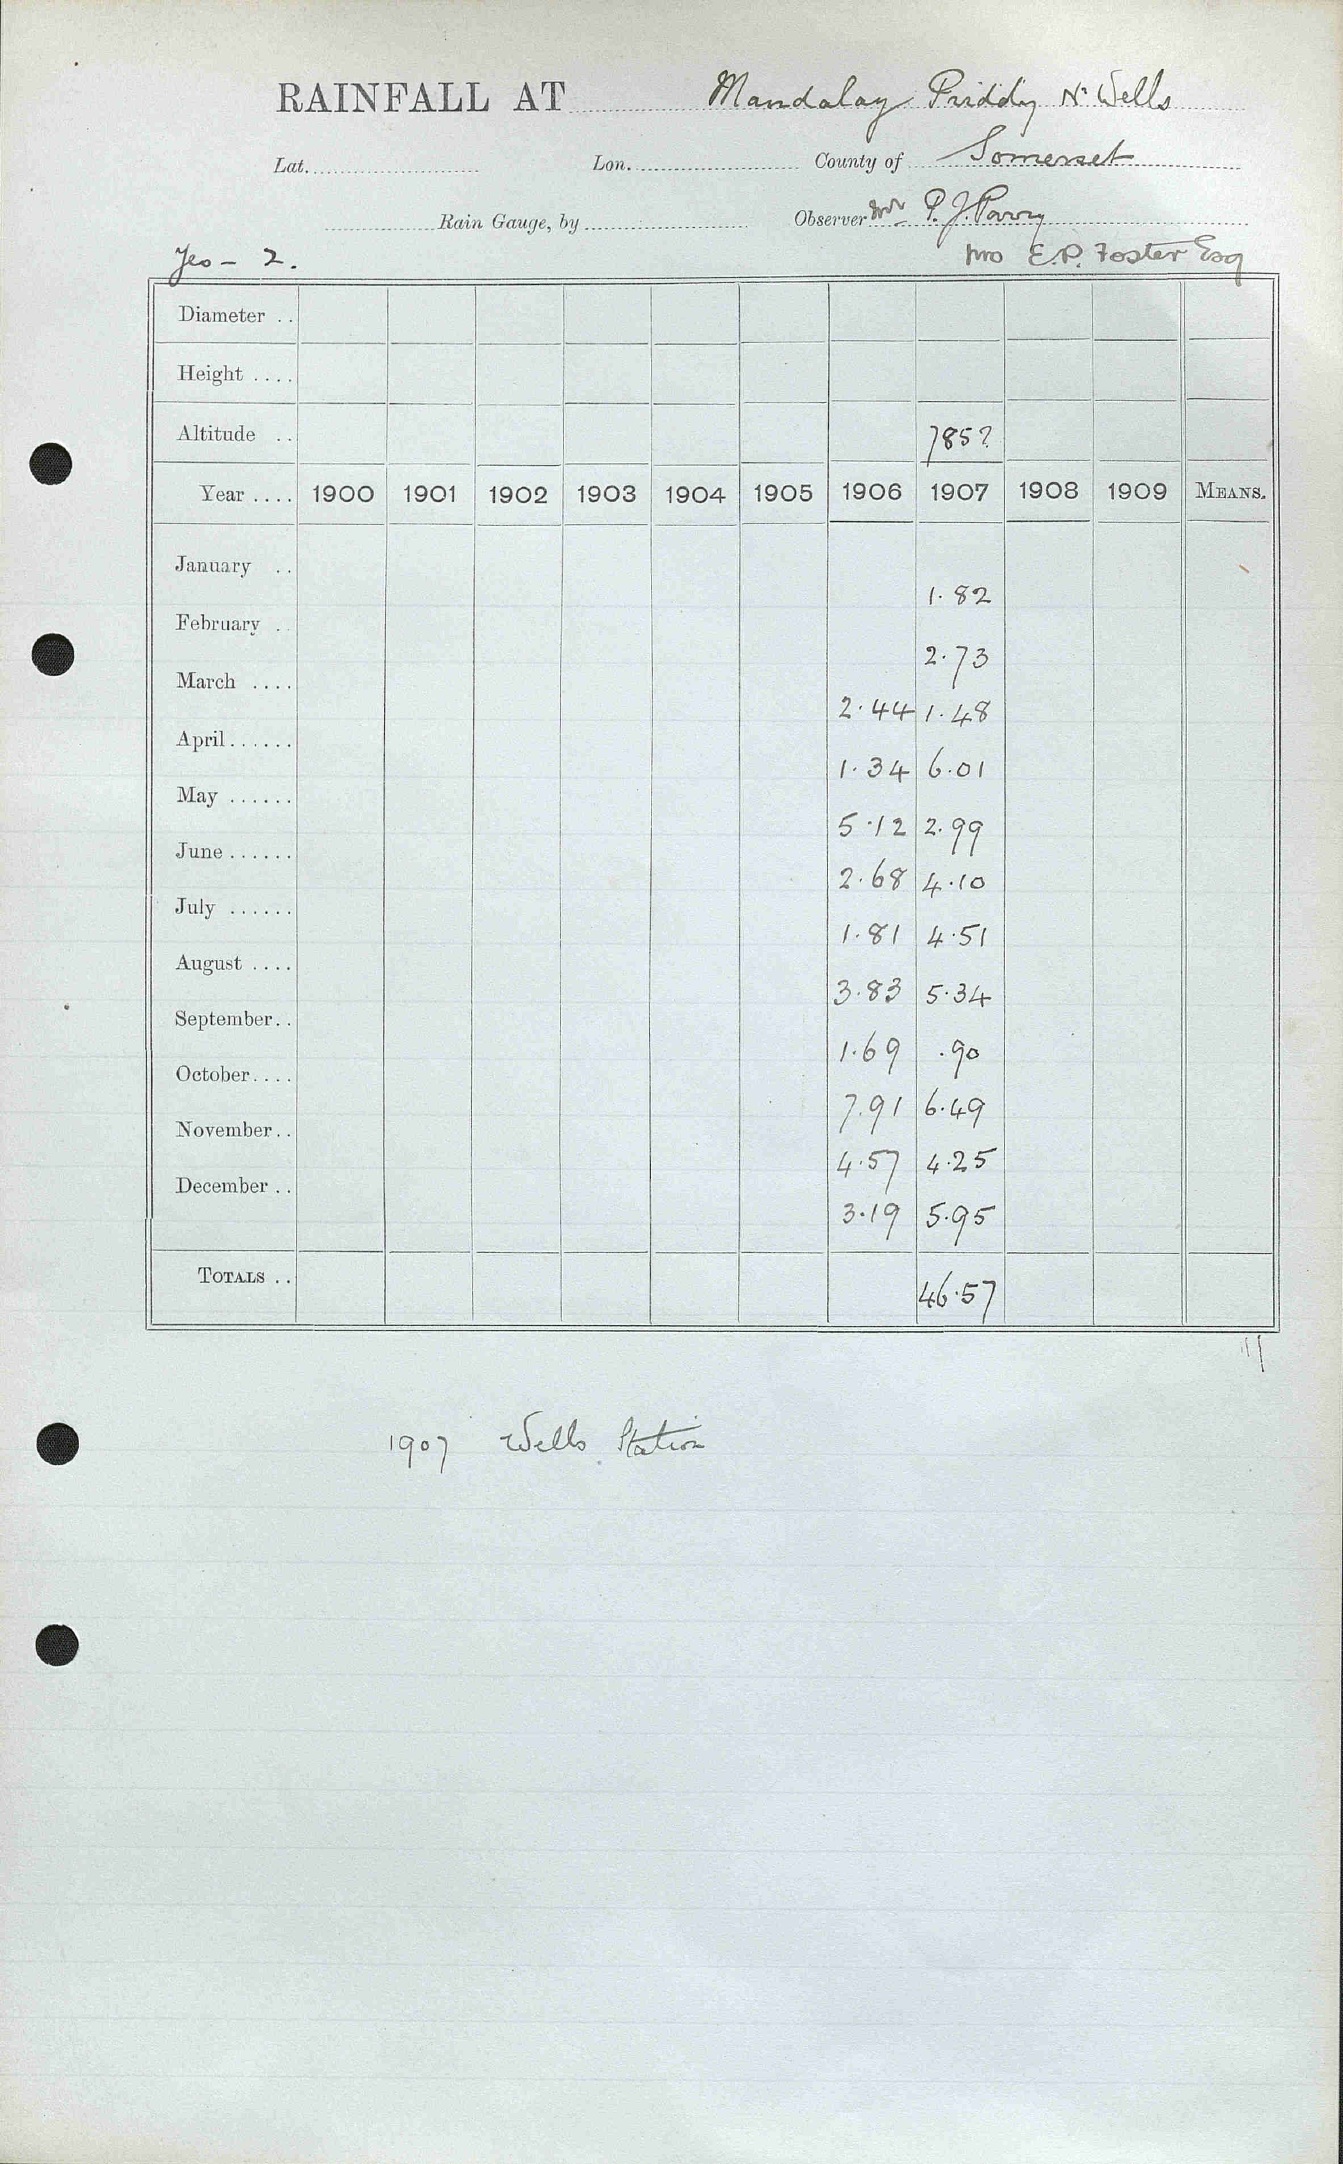 RAINFALL AT Mandalay Priddy Nr Wells
Lat. Lon. County of Somerset
Rain Gauge, by Observer Mr P. J. Parry
Yeo - 2. pro E.P. Foster Esq
Diameter . .
Height . . . .
Altitude . . 785?
Year . . . . 1900 1901 1902 1903 1904 1905 1906 1907 1908 1909 MEANS.
January . . 1.82
February . . 2.73
March . . . . 2.44 1.48
April . . . . . . 1.34 6.01
May . . . . . . 5.12 2.99
June . . . . . . 2.68 4.10
July . . . . . . 1.81 4.51
August . . . . 3.83 5.34
September . . 1.69 .90
October . . . . 7.91 6.49
November . . 4.57 4.25
December . . 3.19 5.95
TOTALS . . 46.57
1907 Wells Station